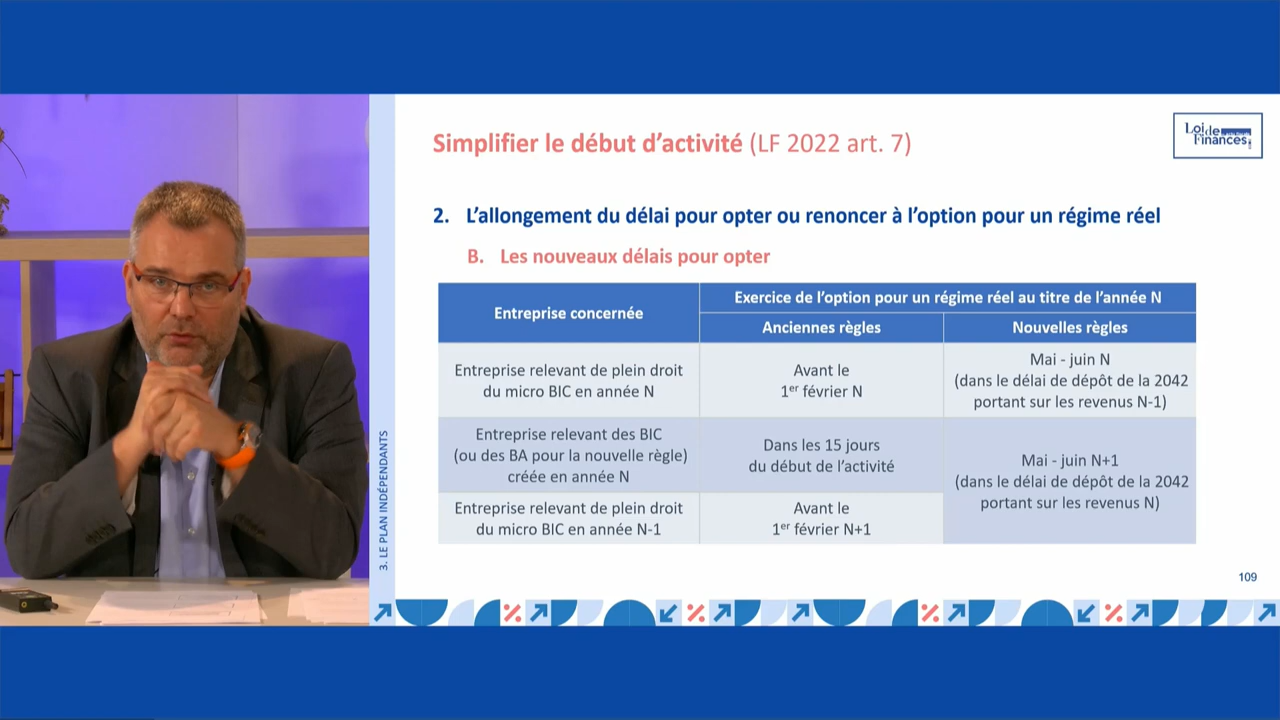 Simplifier le début d'activité (LF 2022 art. 7)
Loi de
Finances
2. L'allongement du délai pour opter ou renoncer à l'option pour un régime réel
B. Les nouveaux délais pour opter
Entreprise concernée
Exercice de l'option pour un régime réel au titre de l'année N
Anciennes règles
Nouvelles règles
Entreprise relevant de plein droit
du micro BIC en année N
Avant le
1er février N
Mai - juin N
(dans le délai de dépôt de la 2042
portant sur les revenus N-1)
Entreprise relevant des BIC
(ou des BA pour la nouvelle règle)
créée en année N
Dans les 15 jours
du début de l'activité
Mai - juin N+1
(dans le délai de dépôt de la 2042
portant sur les revenus N)
Entreprise relevant de plein droit
du micro BIC en année N-1
Avant le
1er février N+1
3. LE PLAN INDÉPENDANTS
109